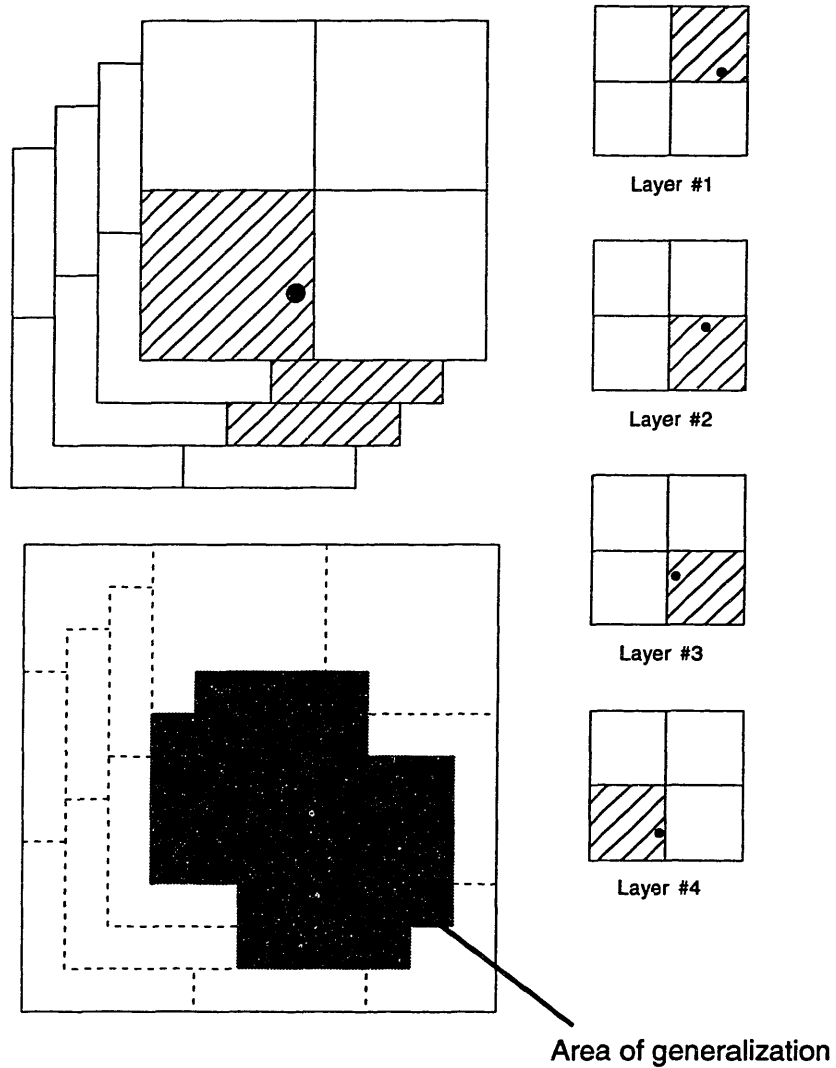 Layer #1
Layer #2
Layer #3
Layer #4
Area of generalization